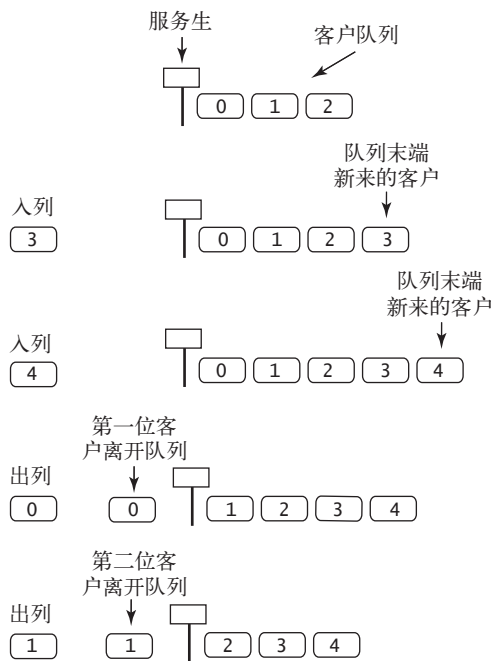 服务生
客户队列
0 1 2
队列末端
新来的客户
入列
3
0 1 2 3
队列末端
新来的客户
入列
4
0 1 2 3 4
第一位客
户离开队列
出列
0
0
1 2 3 4
第二位客
户离开队列
出列
1
1
2 3 4